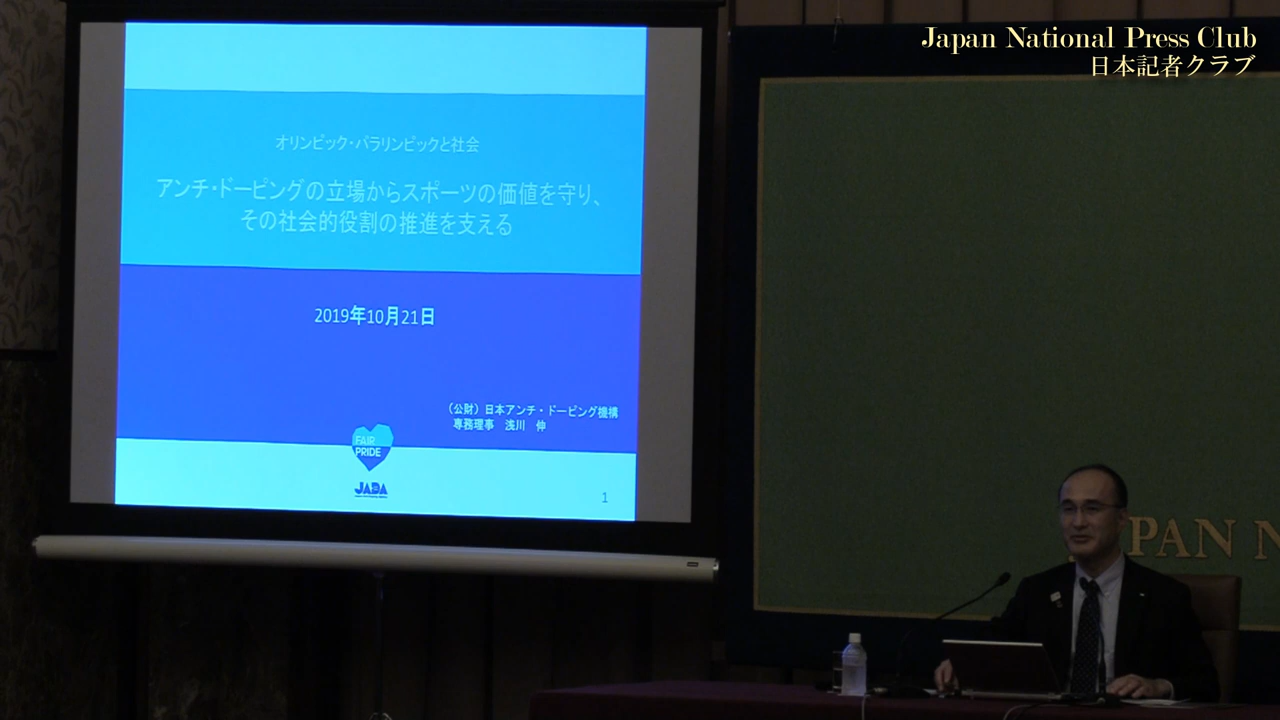 Japan National Press Club
日本記者クラブ
オリンピック・パラリンピックと社会
アンチ・ドーピングの立場からスポーツの価値を守り、
その社会的役割の推進を支える
2019年10月21日
（公財）日本アンチ・ドーピング機構
専務理事　浅川　伸
FAIR
PRIDE
JADA
1
PAN N